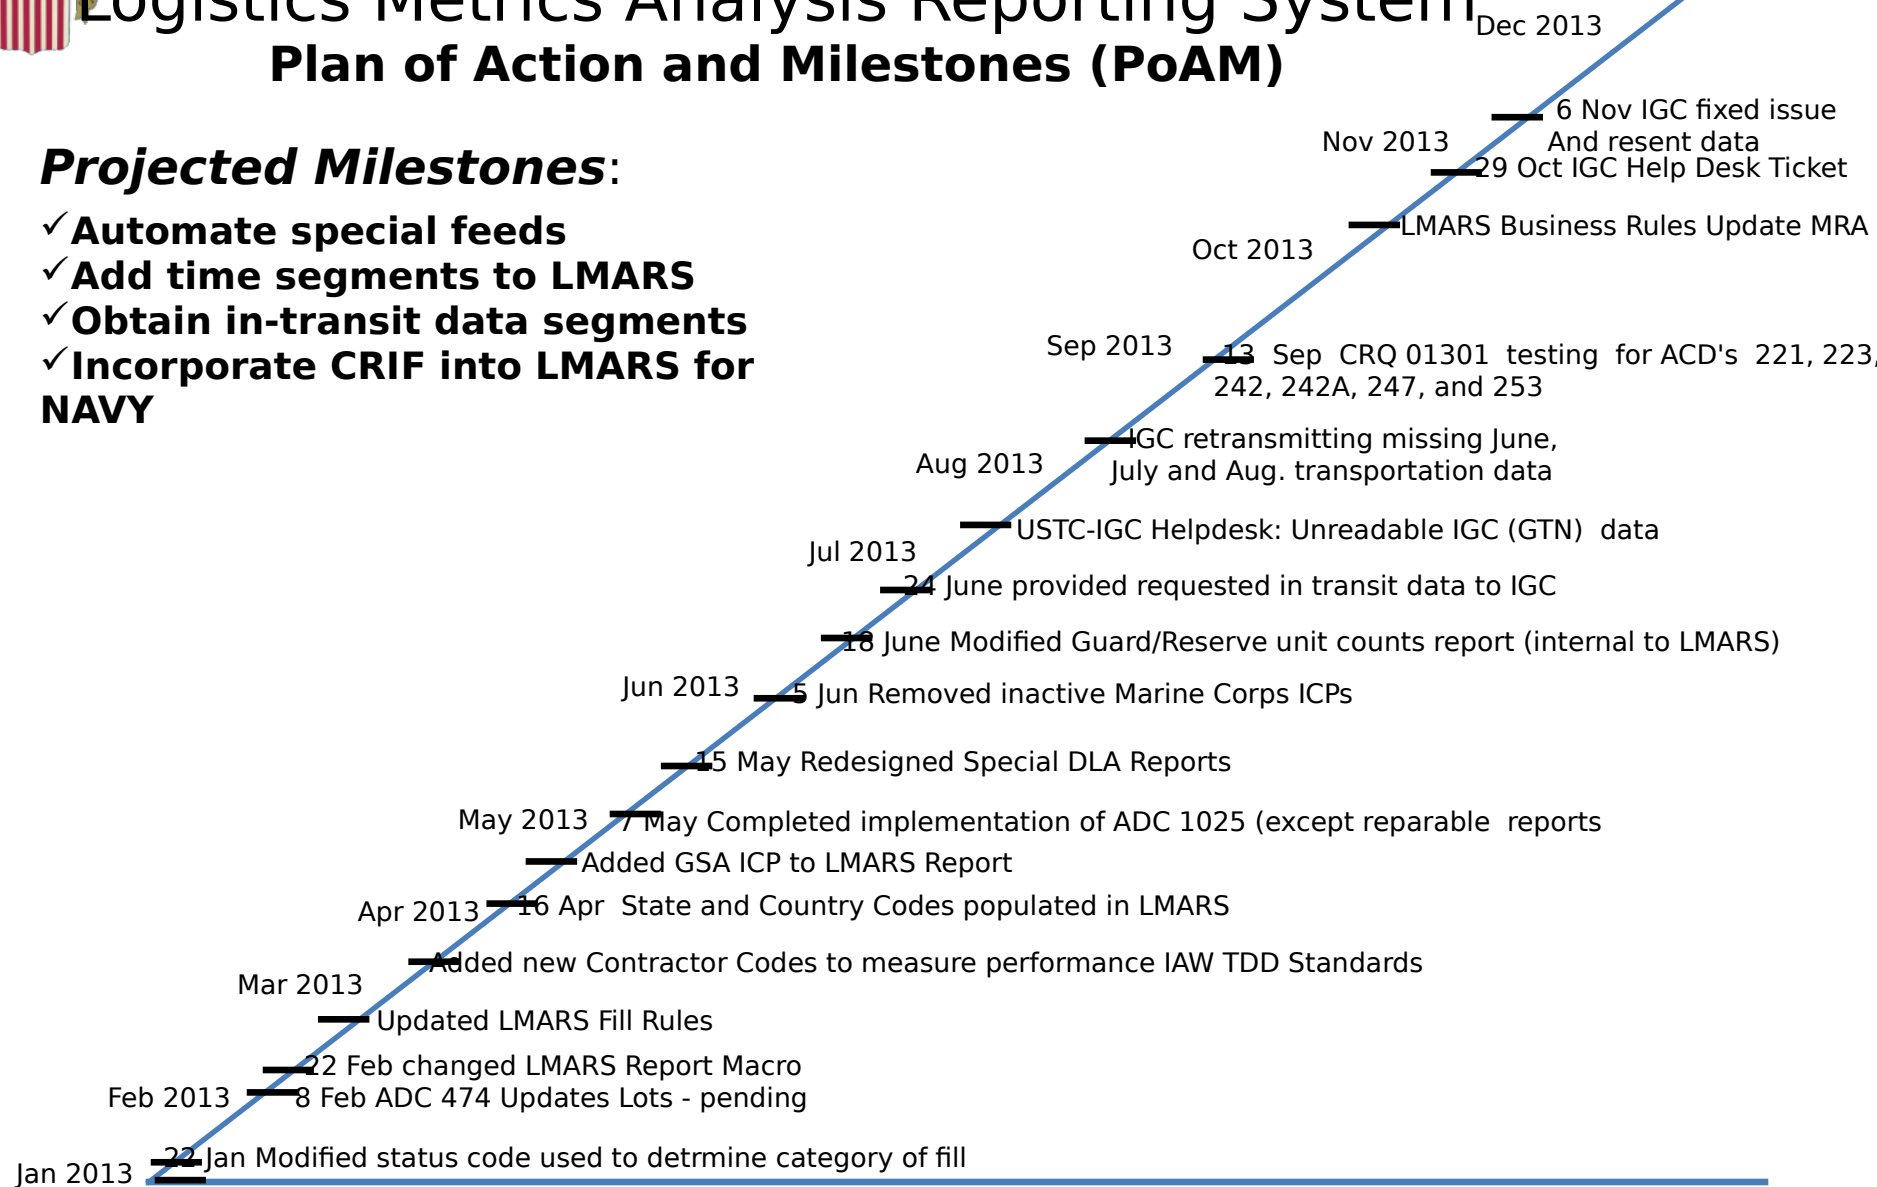 Logistics Metrics Analysis Reporting System
Plan of Action and Milestones (PoAM)
Dec 2013
6 Nov IGC fixed issue
And resent data
Nov 2013
29 Oct IGC Help Desk Ticket
Projected Milestones:
✓Automate special feeds
✓Add time segments to LMARS
✓Obtain in-transit data segments
✓Incorporate CRIF into LMARS for
NAVY
LMARS Business Rules Update MRA
Oct 2013
Sep 2013
13 Sep CRQ 01301 testing for ACD's 221, 223,
242, 242A, 247, and 253
IGC retransmitting missing June,
July and Aug. transportation data
Aug 2013
USTC-IGC Helpdesk: Unreadable IGC (GTN) data
Jul 2013
24 June provided requested in transit data to IGC
18 June Modified Guard/Reserve unit counts report (internal to LMARS)
Jun 2013
5 Jun Removed inactive Marine Corps ICPs
15 May Redesigned Special DLA Reports
May 2013
7 May Completed implementation of ADC 1025 (except reparable reports
Added GSA ICP to LMARS Report
Apr 2013
16 Apr State and Country Codes populated in LMARS
Added new Contractor Codes to measure performance IAW TDD Standards
Mar 2013
Updated LMARS Fill Rules
22 Feb changed LMARS Report Macro
Feb 2013
8 Feb ADC 474 Updates Lots - pending
22 Jan Modified status code used to detrmine category of fill
Jan 2013